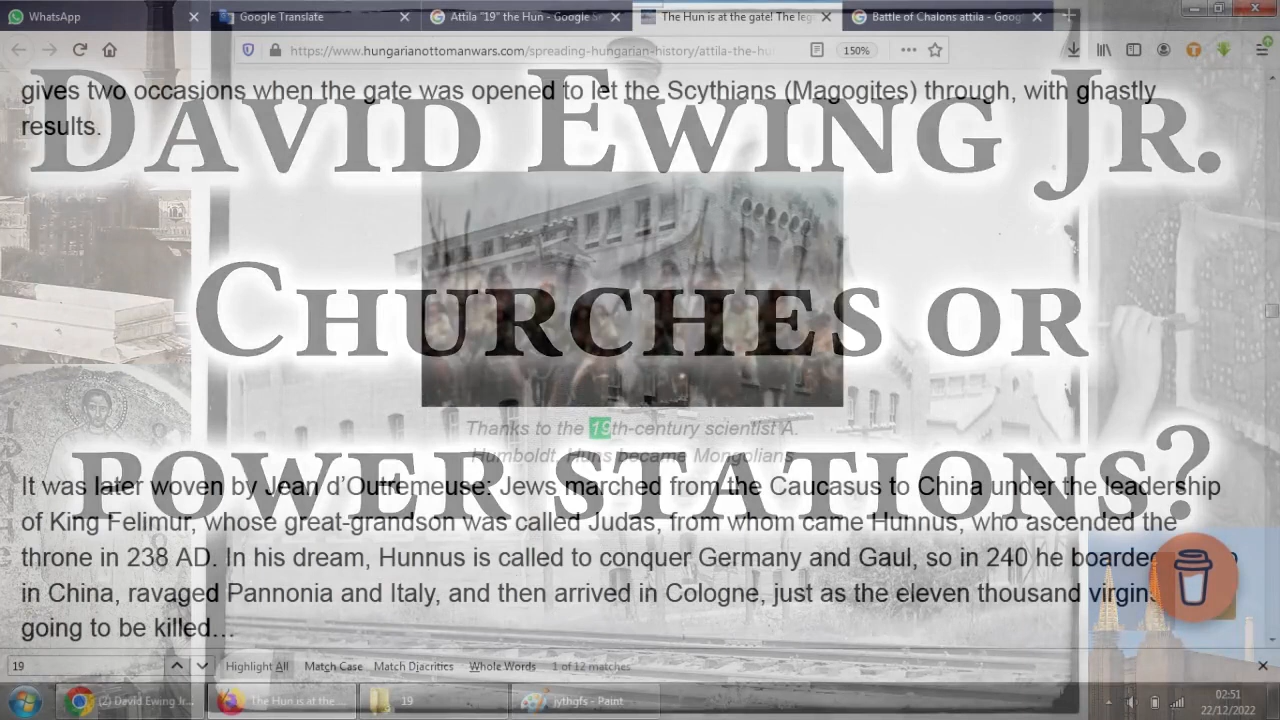 WhatsApp
Google Translate
Attila "19" the Hun - Google Se
The Hun is at the gate! The leg
Battle of Chalons attila - Goog
https://www.hungarianottomanwars.com/spreading-hungarian-history/attila-the-hu
150%
gives two occasions when the gate was opened to let the Scythians (Magogites) through, with ghastly
results.
David Ewing Jr.
Churches or
power stations?
Thanks to the 19th-century scientist A.
Humboldt, Huns became Mongolians
It was later woven by Jean d’Outremeuse: Jews marched from the Caucasus to China under the leadership
of King Felimur, whose great-grandson was called Judas, from whom came Hunnus, who ascended the
throne in 238 AD. In his dream, Hunnus is called to conquer Germany and Gaul, so in 240 he boarded
in China, ravaged Pannonia and Italy, and then arrived in Cologne, just as the eleven thousand virgins
going to be killed…
19
Highlight All
Match Case
Match Diacritics
Whole Words
1 of 12 matches
(2) David Ewing Jr...
The Hun is at the ...
19
jythgfs - Paint
02:51
22/12/2022